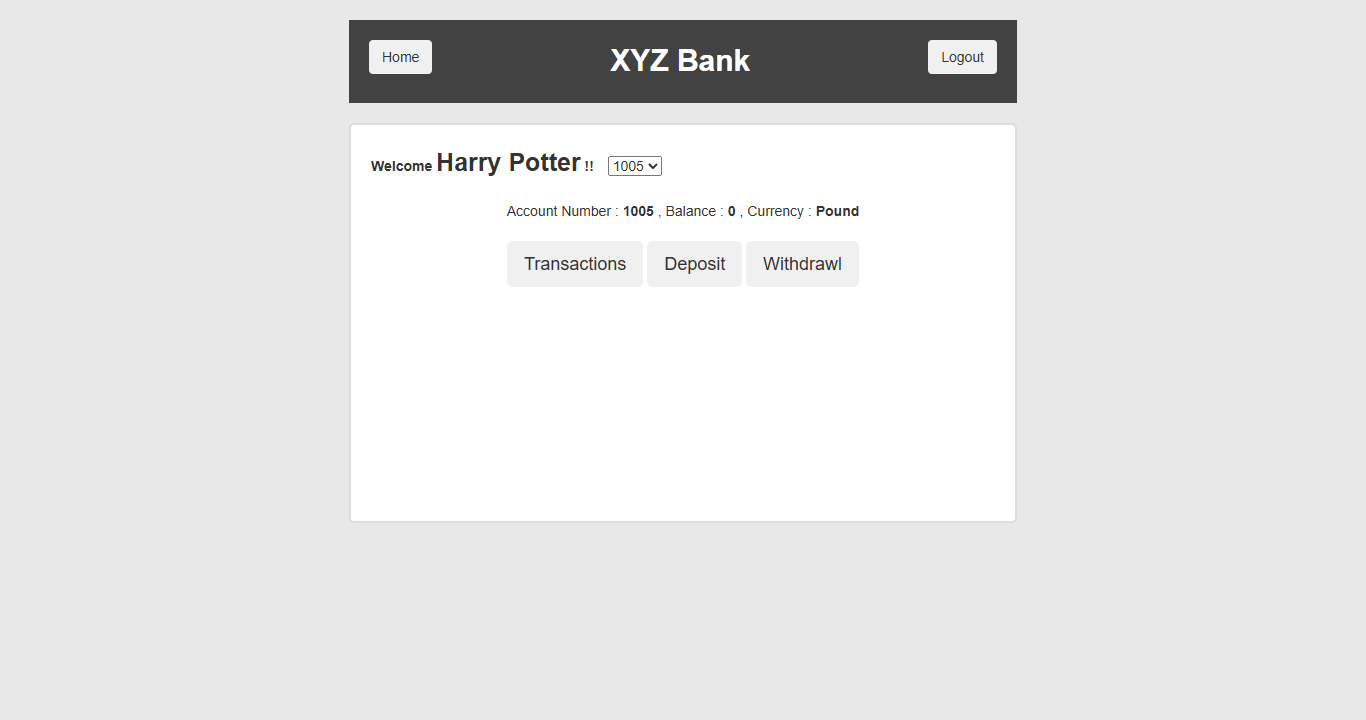 Home XYZ Bank Logout
Welcome Harry Potter !! 1005
Account Number : 1005 , Balance : 0 , Currency : Pound
Transactions Deposit Withdrawl